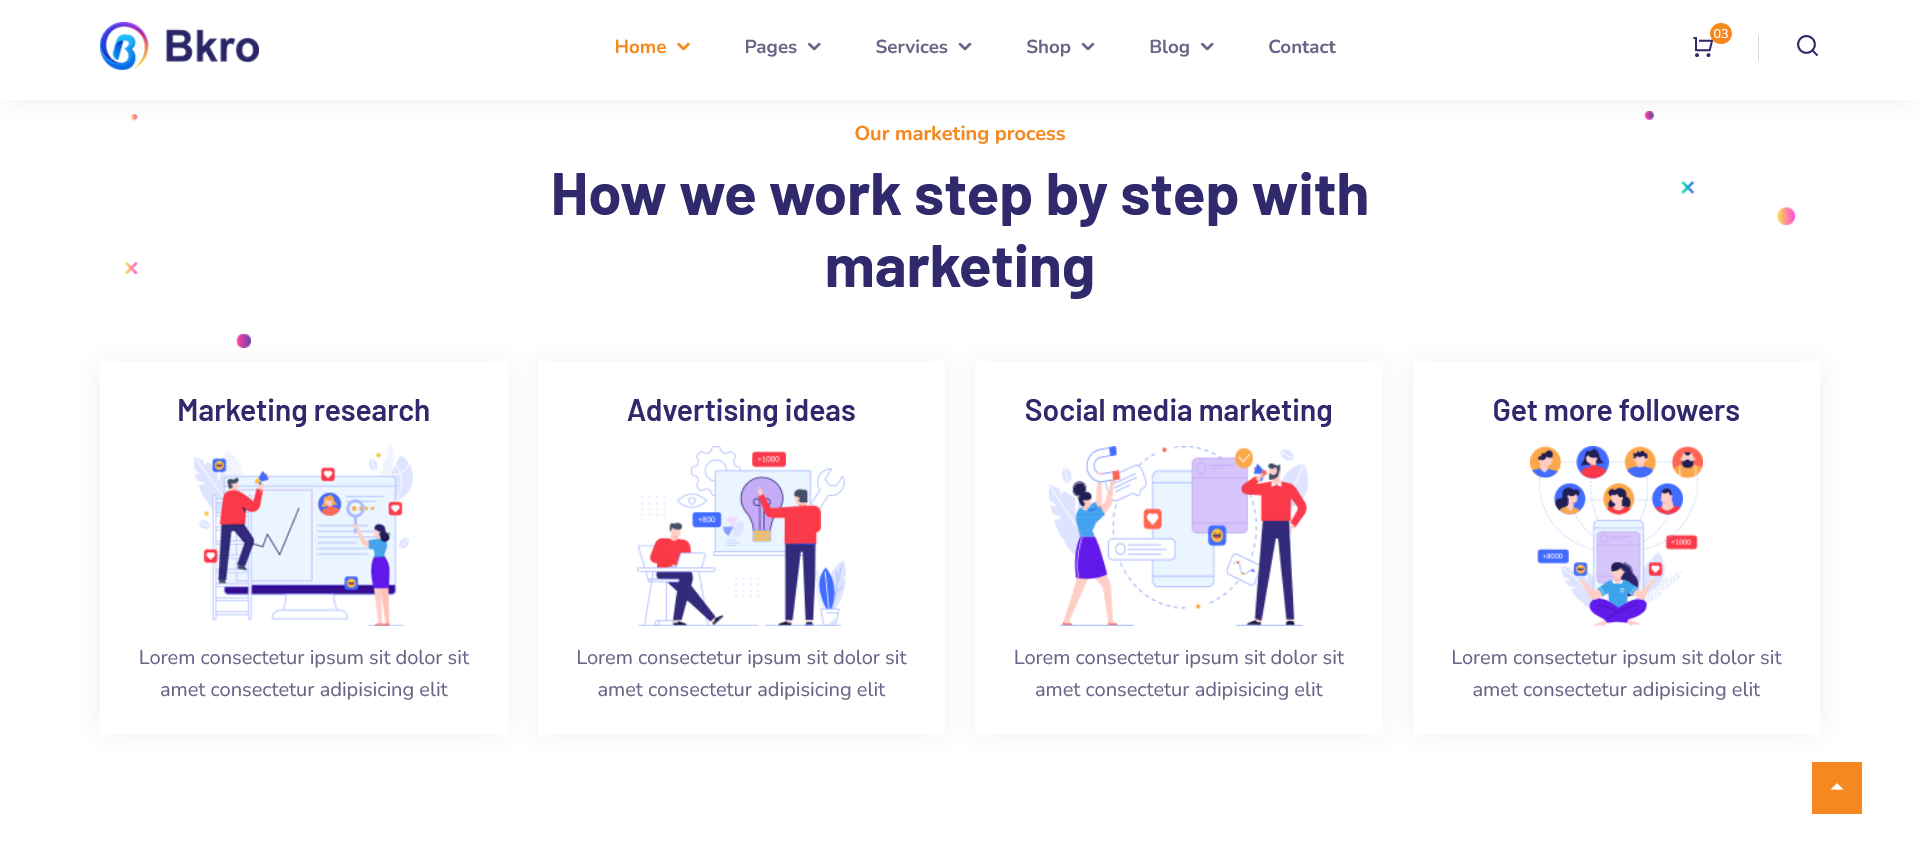 Bkro
Home
Pages
Services
Shop
Blog
Contact
03
Our marketing process
How we work step by step with
marketing
Marketing research
Lorem consectetur ipsum sit dolor sit
amet consectetur adipisicing elit
Advertising ideas
+1000
+800
Lorem consectetur ipsum sit dolor sit
amet consectetur adipisicing elit
Social media marketing
Lorem consectetur ipsum sit dolor sit
amet consectetur adipisicing elit
Get more followers
+1000
+8000
Lorem consectetur ipsum sit dolor sit
amet consectetur adipisicing elit